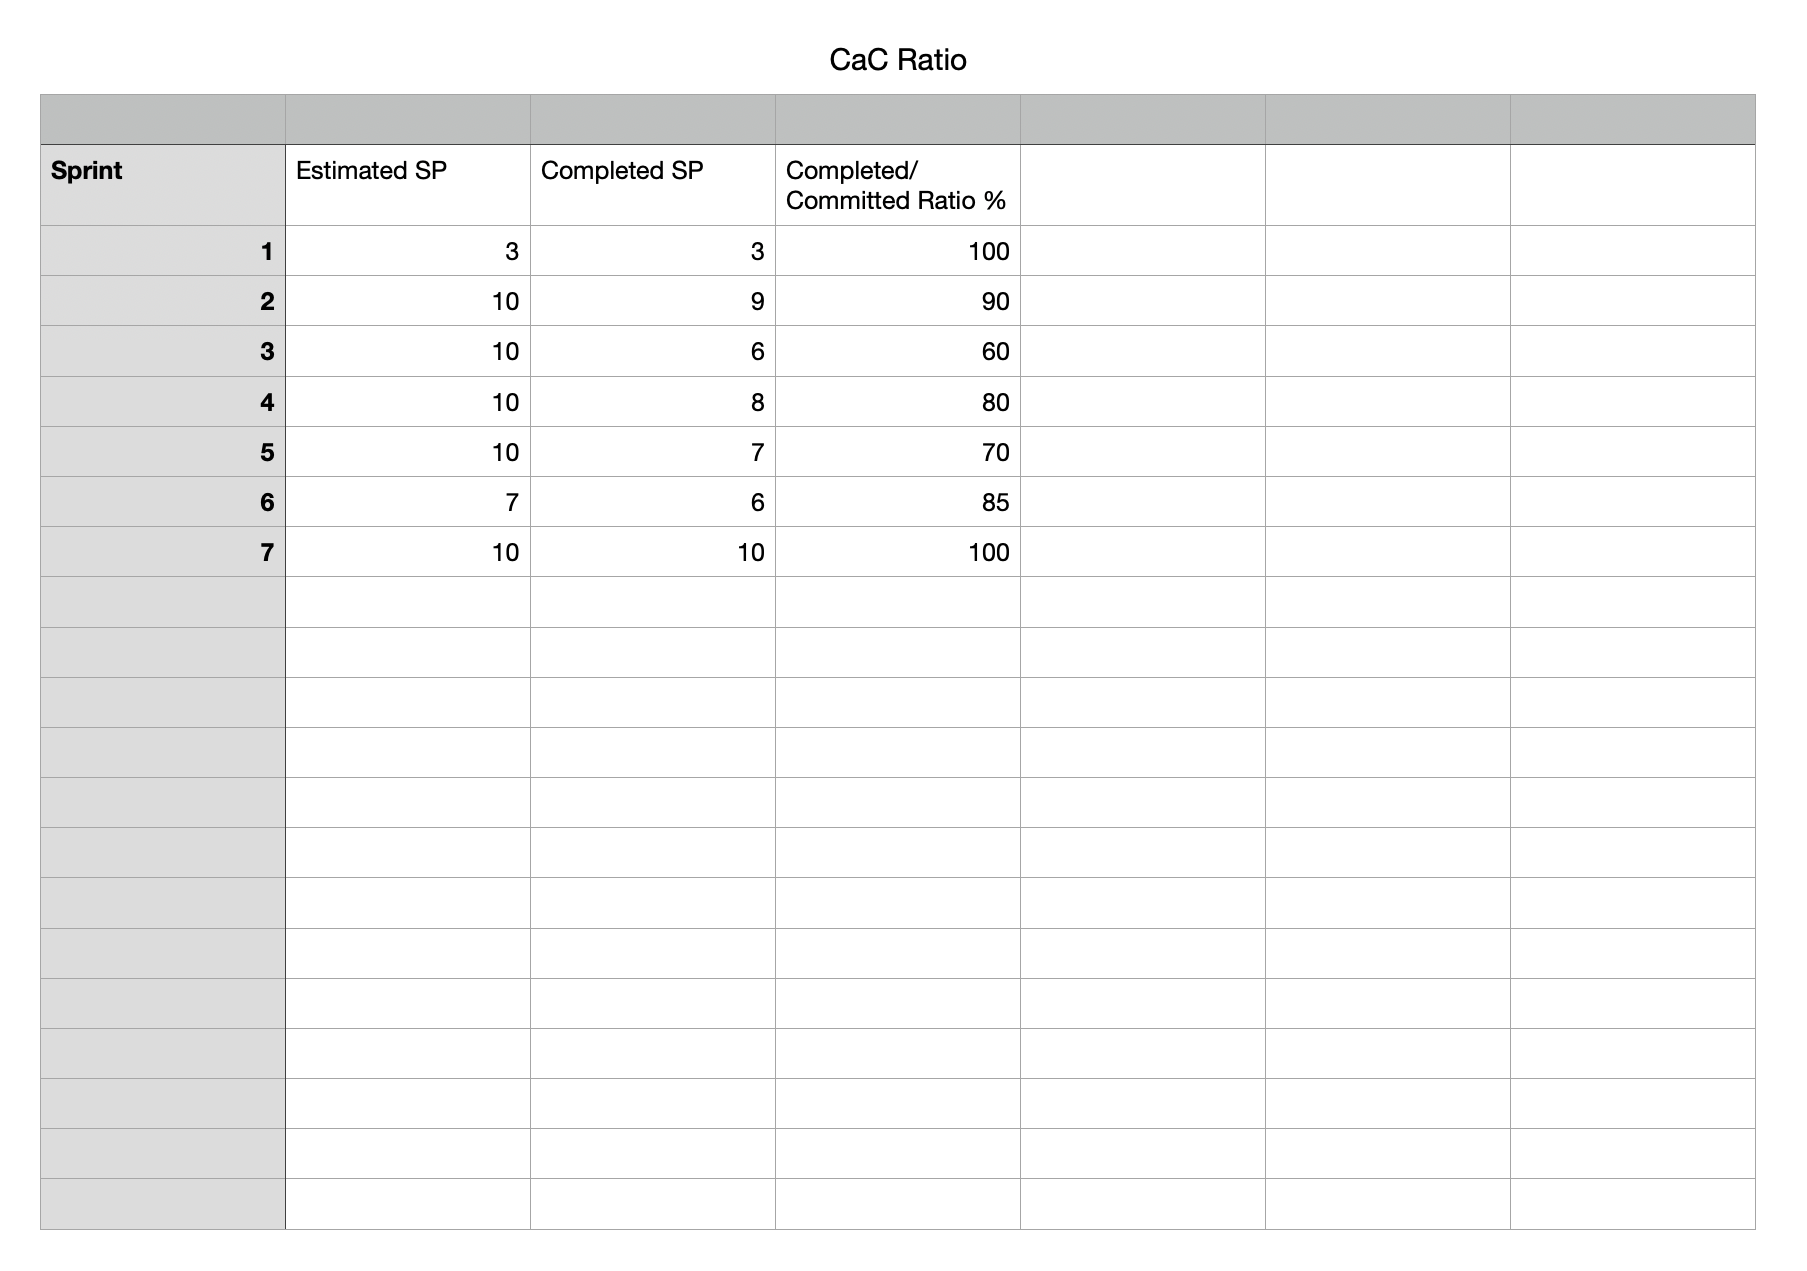 CaC Ratio
Sprint Estimated SP Completed SP Completed/
Committed Ratio %
1 3 3 100
2 10 9 90
3 10 6 60
4 10 8 80
5 10 7 70
6 7 6 85
7 10 10 100